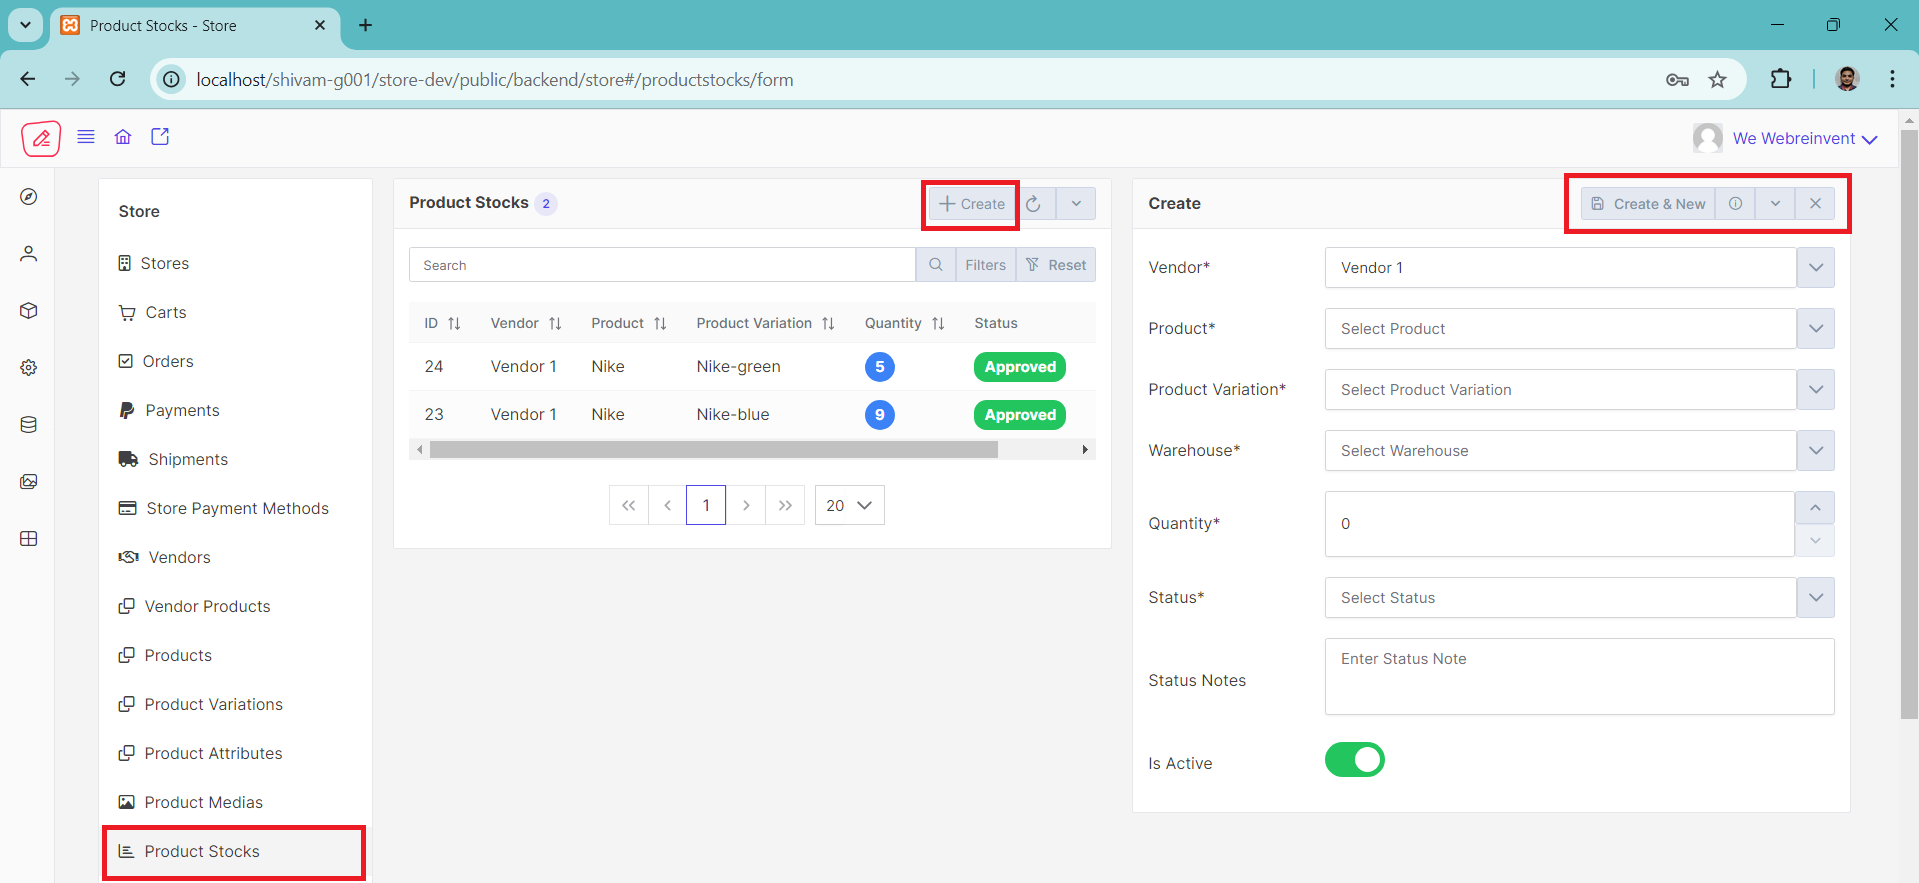 Product Stocks - Store
localhost/shivam-g001/store-dev/public/backend/store#/productstocks/form
We Webreinvent
Store
Stores
Carts
Orders
Payments
Shipments
Store Payment Methods
Vendors
Vendor Products
Products
Product Variations
Product Attributes
Product Medias
Product Stocks
Product Stocks 2
Create
Search
Filters
Reset
ID Vendor Product Product Variation Quantity Status
24 Vendor 1 Nike Nike-green 5 Approved
23 Vendor 1 Nike Nike-blue 9 Approved
1
20
Create
Create & New
Vendor* Vendor 1
Product* Select Product
Product Variation* Select Product Variation
Warehouse* Select Warehouse
Quantity* 0
Status* Select Status
Status Notes Enter Status Note
Is Active